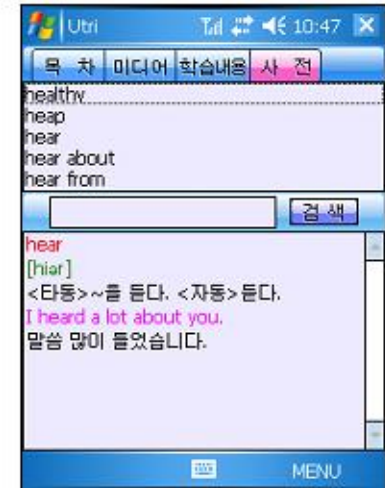 Utri 10:47
목 차 미디어 학습내용 사 전
healthy
heap
hear
hear about
hear from
검 색
hear
[hiər]
<타동>~를 듣다. <자동>듣다.
I heard a lot about you.
말씀 많이 들었습니다.
MENU